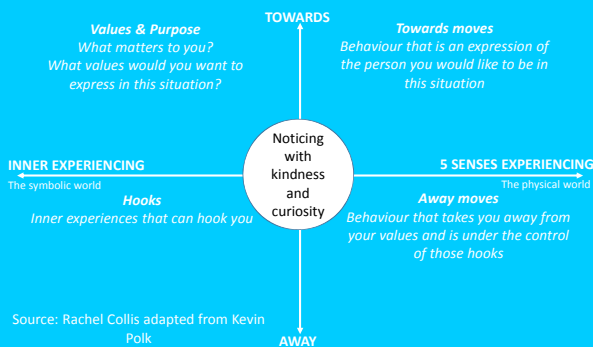 TOWARDS
Values & Purpose
What matters to you?
What values would you want to
express in this situation?
Towards moves
Behaviour that is an expression of
the person you would like to be in
this situation
Noticing
with
kindness
and
curiosity
INNER EXPERIENCING
The symbolic world
5 SENSES EXPERIENCING
The physical world
Hooks
Inner experiences that can hook you
Away moves
Behaviour that takes you away from
your values and is under the control
of those hooks
Source: Rachel Collis adapted from Kevin
Polk
AWAY